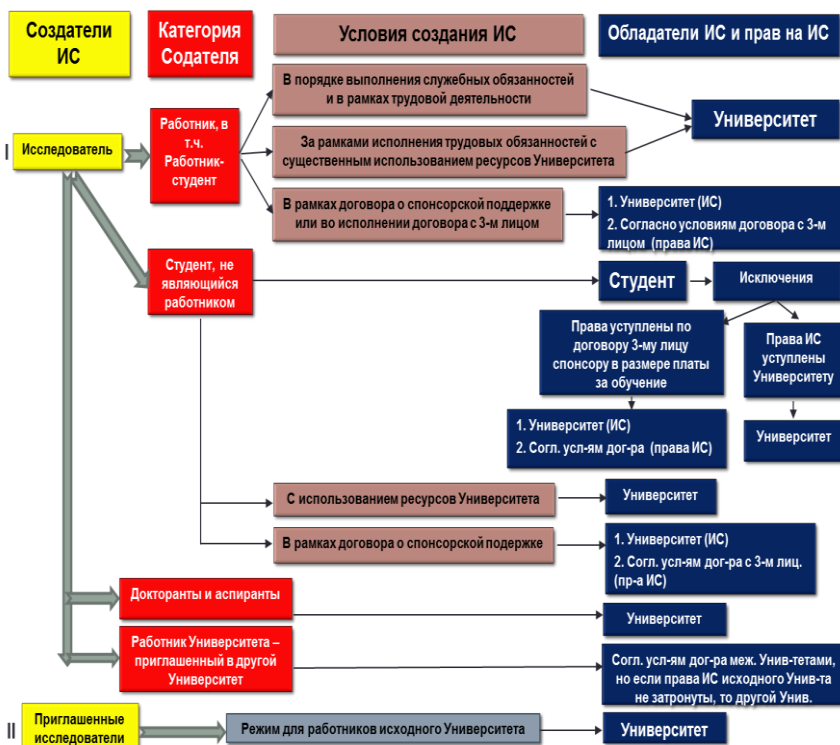 Создатели
ИС
Категория
Содателя
Условия создания ИС
Обладатели ИС и прав на ИС
В порядке выполнения служебных обязанностей
и в рамках трудовой деятельности
Университет
I
Исследователь
Работник, в
т.ч.
Работник-
студент
За рамками исполнения трудовых обязанностей с
существенным использованием ресурсов Университета
В рамках договора о спонсорской поддержке
или во исполнении договора с 3-м лицом
1. Университет (ИС)
2. Согласно условиям договора с 3-м
лицом (права ИС)
Студент, не
являющийся
работником
Студент
Исключения
Права уступлены по
договору 3-му лицу
спонсору в размере платы
за обучение
Права ИС
уступлены
Университету
1. Университет (ИС)
2. Согл. усл-ям дог-ра (права ИС)
Университет
С использованием ресурсов Университета
Университет
В рамках договора о спонсорской подержке
1. Университет (ИС)
2. Согл. усл-ям дог-ра с 3-м лиц.
(пр-а ИС)
Докторанты и аспиранты
Университет
Работник Университета –
приглашенный в другой
Университет
Согл. усл-ям дог-ра меж. Унив-тетами,
но если права ИС исходного Унив-та
не затронуты, то другой Унив.
II
Приглашенные
исследователи
Режим для работников исходного Университета
Университет